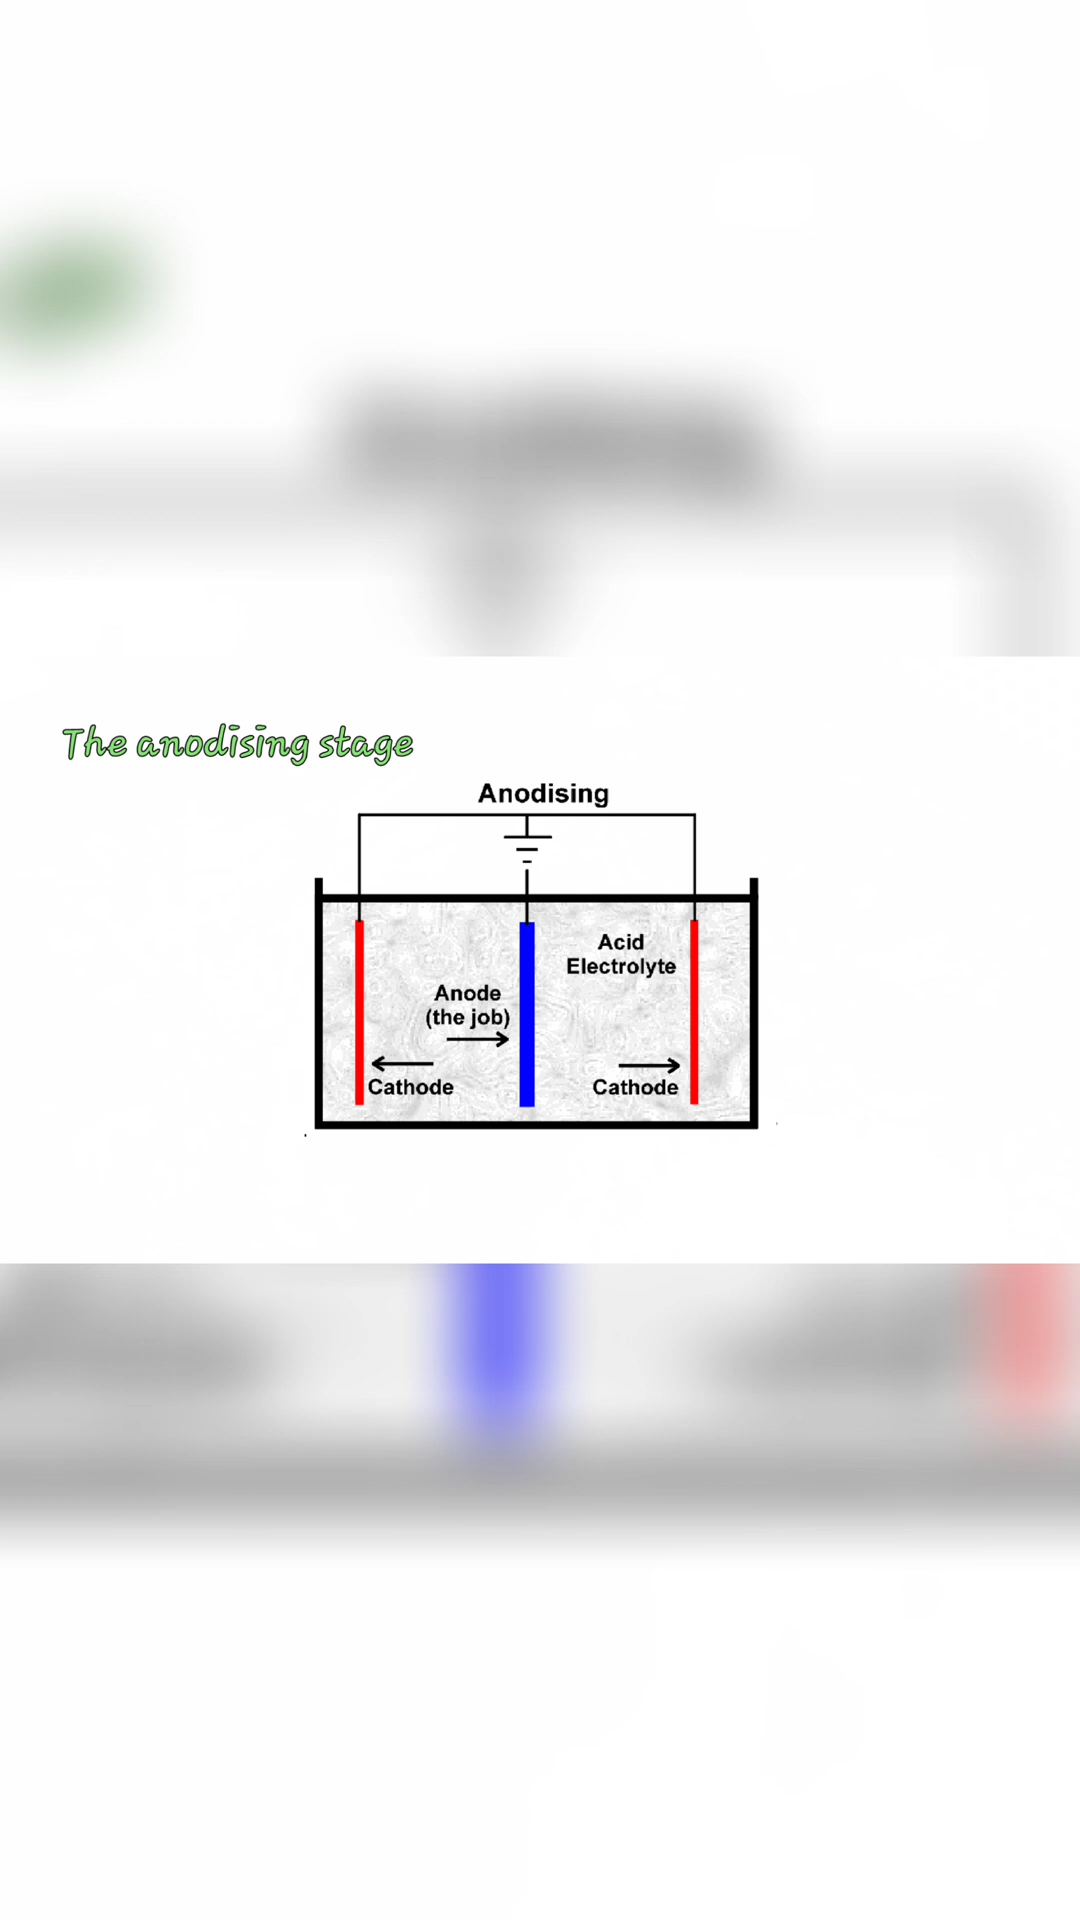 The anodising stage
Anodising
Acid
Electrolyte
Anode
(the job)
Cathode
Cathode